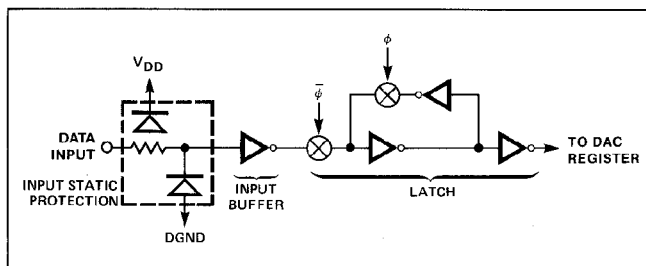 ϕ
V_DD
ϕ̄
DATA
INPUT
TO DAC
REGISTER
INPUT STATIC
PROTECTION
INPUT
BUFFER
LATCH
DGND